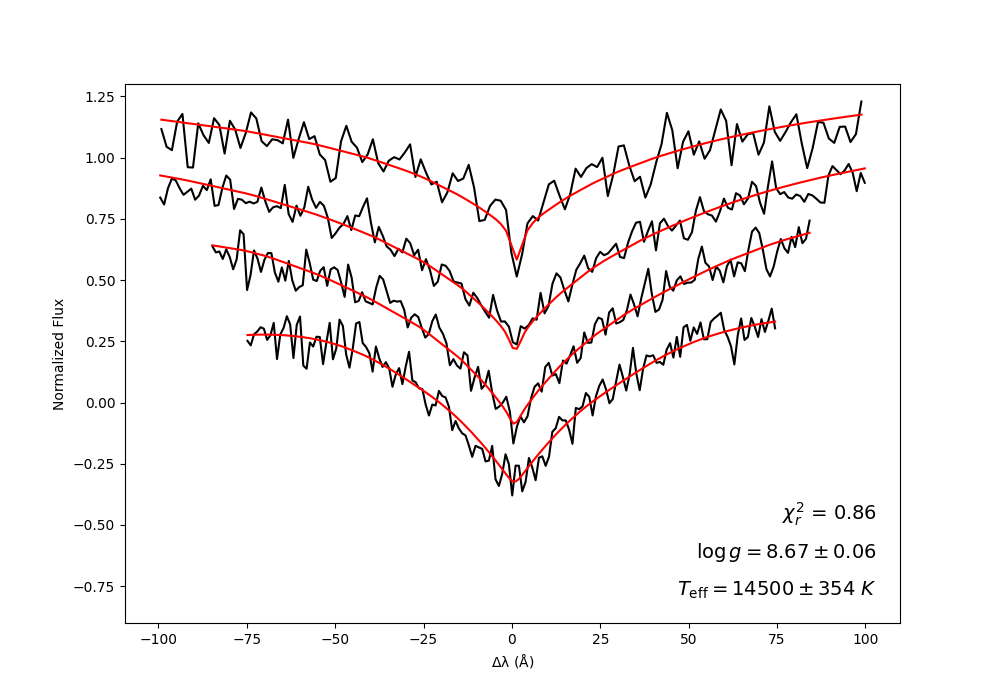 1.25
1.00
0.75
0.50
0.25
0.00
−0.25
−0.50
−0.75
Normalized Flux
χ²ᵣ = 0.86
log g = 8.67 ± 0.06
T_eff = 14500 ± 354 K
−100 −75 −50 −25 0 25 50 75 100
Δλ (Å)